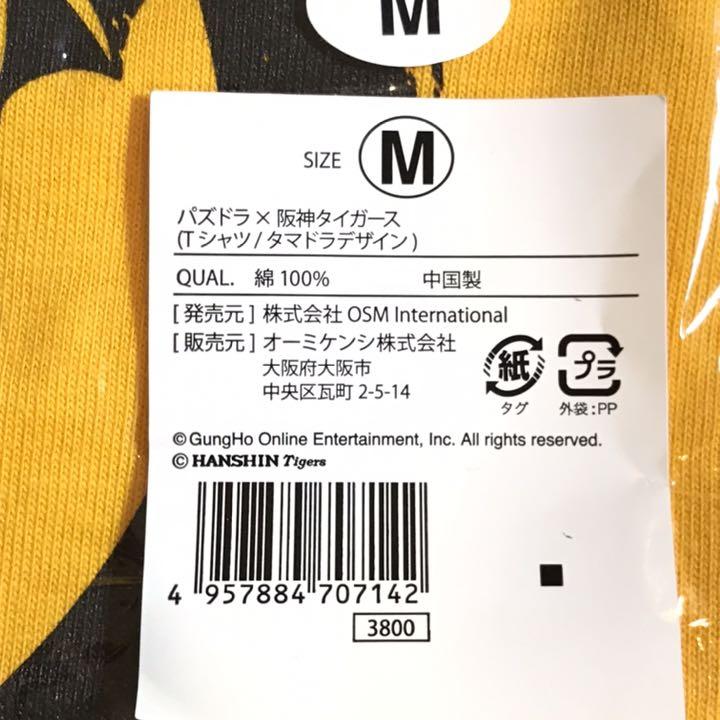 M
SIZE M
パズドラ × 阪神タイガース
(Tシャツ / タマドラデザイン )
QUAL. 綿 100% 中国製
[ 発売元 ] 株式会社 OSM International
[ 販売元 ] オーミケンシ株式会社
大阪府大阪市
中央区瓦町 2-5-14
紙 プラ
タグ 外袋 : PP
© GungHo Online Entertainment, Inc. All rights reserved.
© HANSHIN Tigers
4 957884 707142
3800